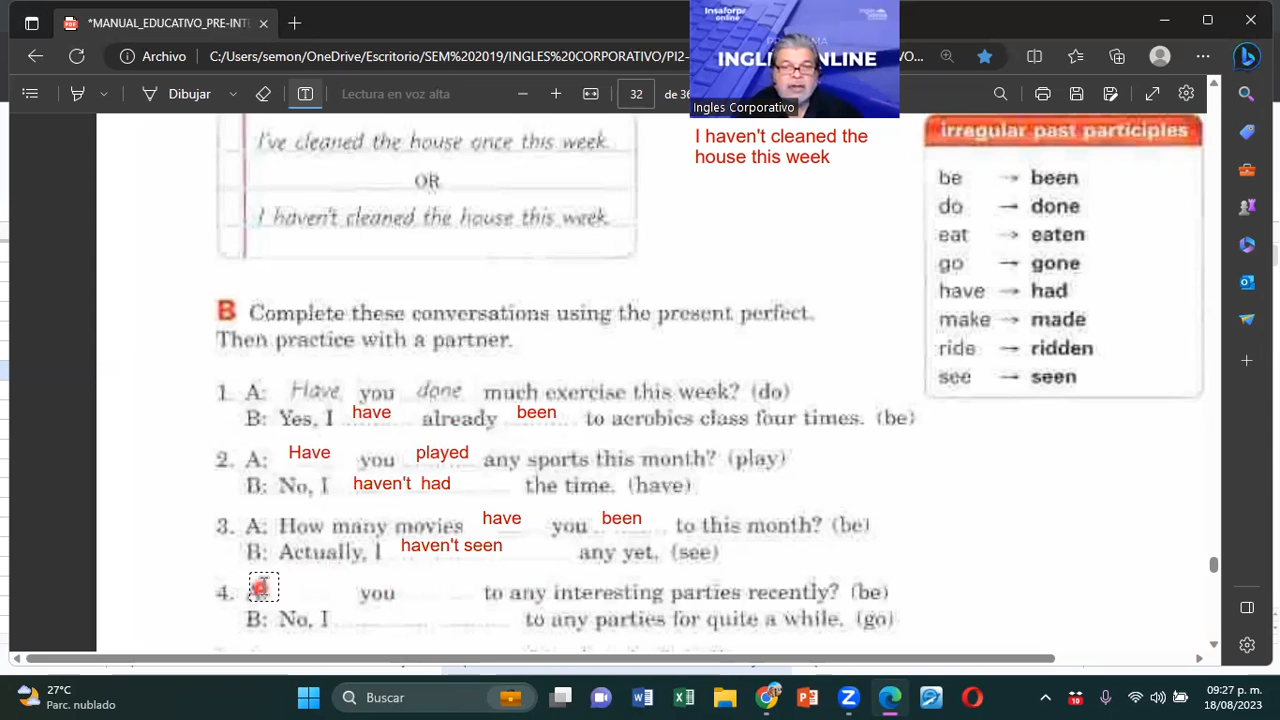 *MANUAL_EDUCATIVO_PRE-INT
Archivo
C:/Users/semon/OneDrive/Escritorio/SEM%202019/INGLES%20CORPORATIVO/PI2-
Dibujar
Lectura en voz alta
32
de 36
Insaforp
online
PROGRAMA
INGLÉS ONLINE
Ingles Corporativo
I haven't cleaned the
house this week
I've cleaned the house once this week.
OR
I haven't cleaned the house this week.
irregular past participles
be → been
do → done
eat → eaten
go → gone
have → had
make → made
ride → ridden
see → seen
B Complete these conversations using the present perfect.
Then practice with a partner.
1. A: Have you done much exercise this week? (do)
B: Yes, I have already been to aerobics class four times. (be)
2. A: Have you played any sports this month? (play)
B: No, I haven't had the time. (have)
3. A: How many movies have you been to this month? (be)
B: Actually, I haven't seen any yet. (see)
4. you to any interesting parties recently? (be)
B: No, I to any parties for quite a while. (go)
27°C
Parc. nublado
Buscar
10
09:27 p. m.
18/08/2023